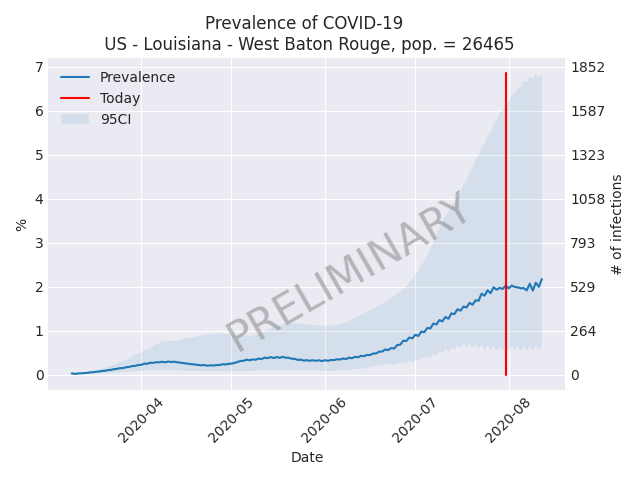 Prevalence of COVID-19
US - Louisiana - West Baton Rouge, pop. = 26465
7
6
5
4
3
2
1
0
%
Prevalence
Today
95CI
PRELIMINARY
1852
1587
1323
1058
793
529
264
0
# of infections
2020-04
2020-05
2020-06
2020-07
2020-08
Date